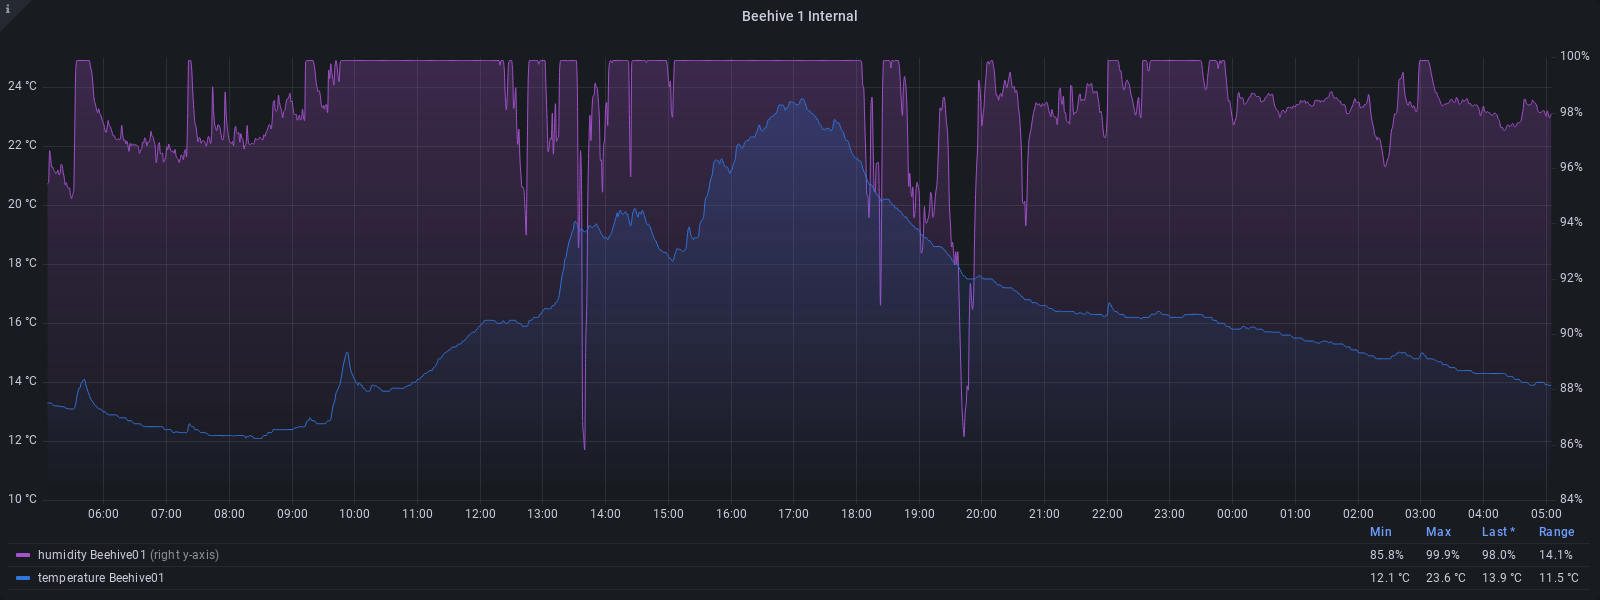 i
Beehive 1 Internal
24 °C
22 °C
20 °C
18 °C
16 °C
14 °C
12 °C
10 °C
100%
98%
96%
94%
92%
90%
88%
86%
84%
06:00 07:00 08:00 09:00 10:00 11:00 12:00 13:00 14:00 15:00 16:00 17:00 18:00 19:00 20:00 21:00 22:00 23:00 00:00 01:00 02:00 03:00 04:00 05:00
Min Max Last * Range
humidity Beehive01 (right y-axis) 85.8% 99.9% 98.0% 14.1%
temperature Beehive01 12.1 °C 23.6 °C 13.9 °C 11.5 °C